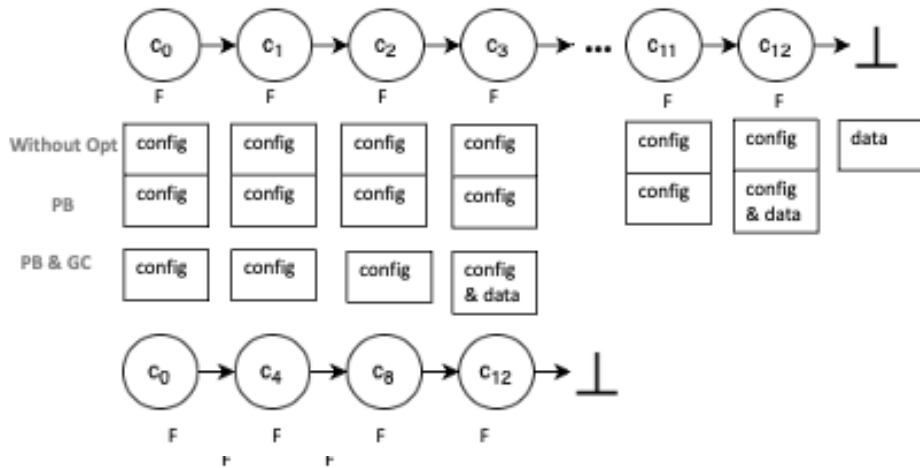 c0 c1 c2 c3 ... c11 c12 ⊥
F F F F F F
Without Opt config config config config config config data
PB config config config config config config & data
PB & GC config config config config & data
c0 c4 c8 c12 ⊥
F F F F
F F